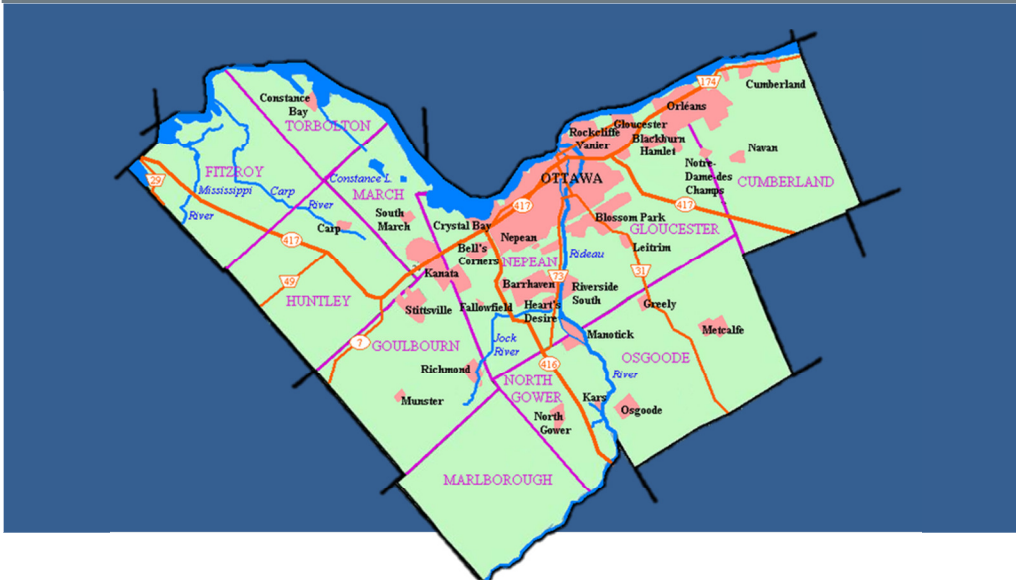 174
Cumberland
Constance
Bay
TORBOLTON
Orléans
Gloucester
Rockcliffe
Vanier
Blackburn
Hamlet
Navan
Notre-
Dame-des
Champs
CUMBERLAND
29
FITZROY
Mississippi
River
Carp
River
Constance L.
MARCH
OTTAWA
417
417
South
March
Carp
Crystal Bay
Blossom Park
GLOUCESTER
Nepean
Bell's
Corners
NEPEAN
Leitrim
Rideau
417
49
HUNTLEY
Kanata
73
31
Barrhaven
Riverside
South
Stittsville
Fallowfield
Heart's
Desire
Greely
Manotick
Metcalfe
7
GOULBOURN
Jock
River
OSGOODE
416
Richmond
River
NORTH
GOWER
Munster
Kars
Osgoode
North
Gower
MARLBOROUGH